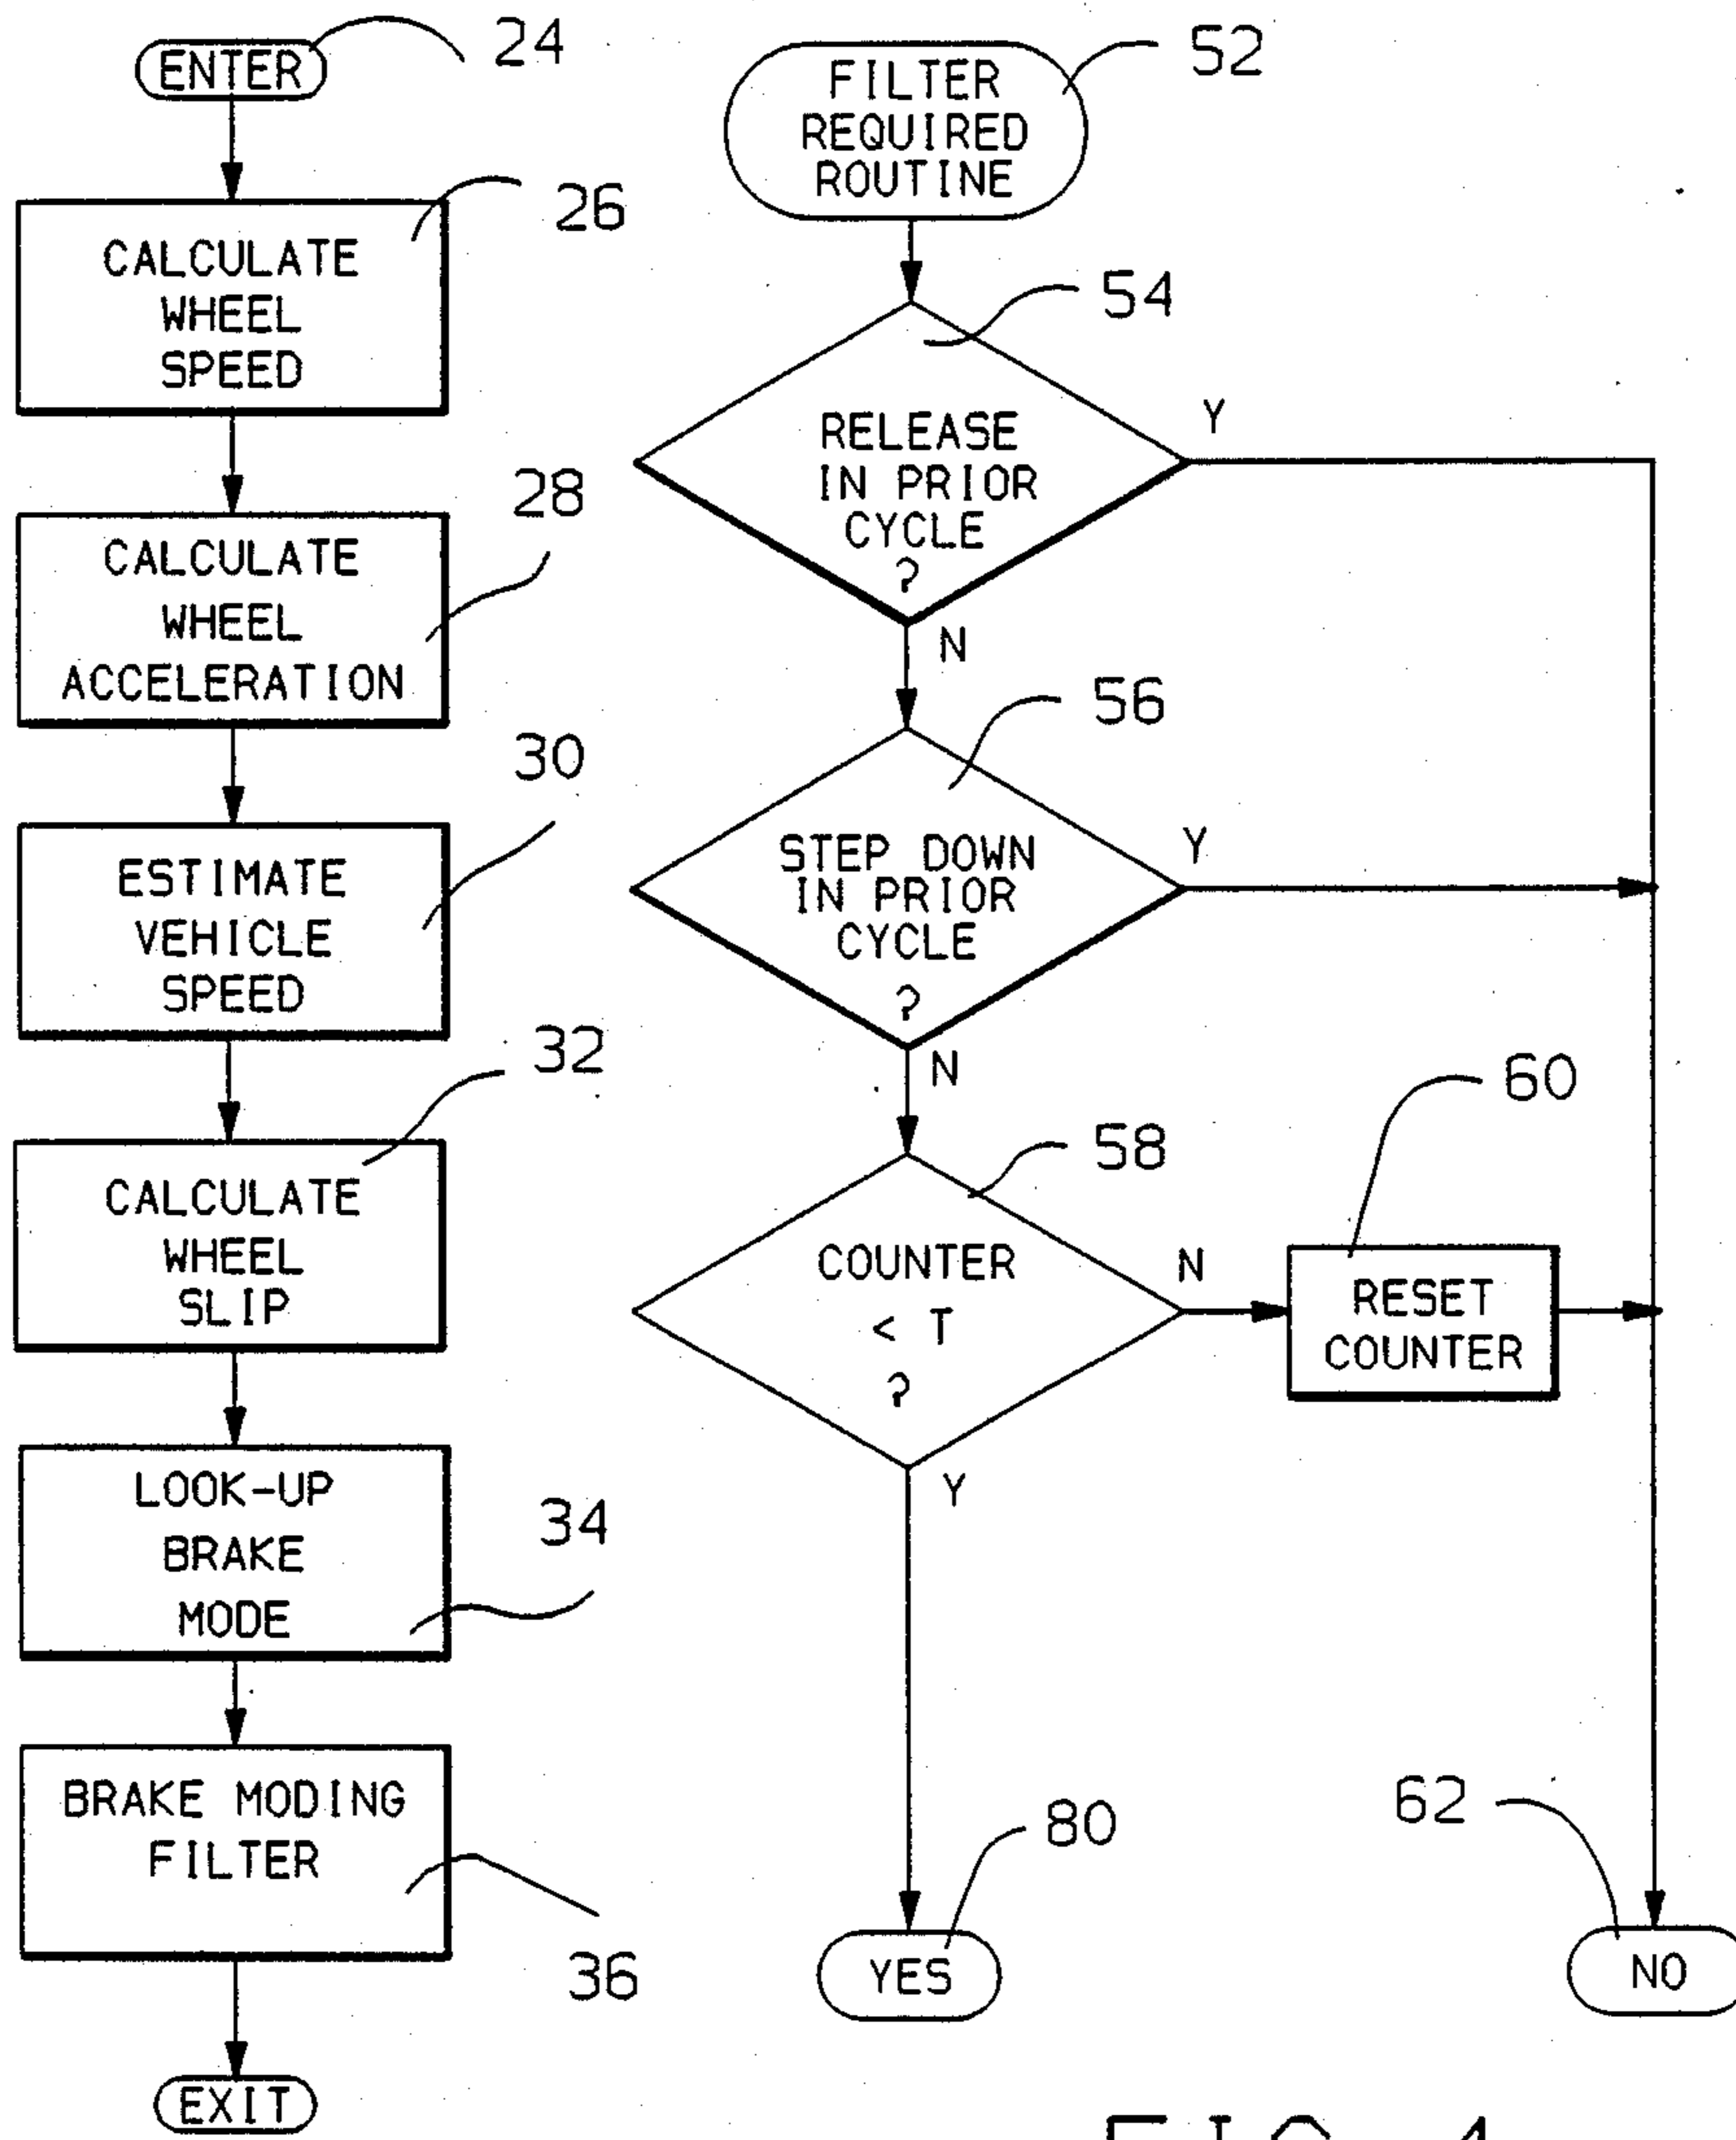 ENTER
24
CALCULATE
WHEEL
SPEED
26
CALCULATE
WHEEL
ACCELERATION
28
ESTIMATE
VEHICLE
SPEED
30
CALCULATE
WHEEL
SLIP
32
LOOK-UP
BRAKE
MODE
34
BRAKE MODING
FILTER
36
EXIT
FILTER
REQUIRED
ROUTINE
52
54
RELEASE
IN PRIOR
CYCLE
?
Y
N
56
STEP DOWN
IN PRIOR
CYCLE
?
Y
N
58
COUNTER
< T
?
N
60
RESET
COUNTER
Y
80
YES
62
NO